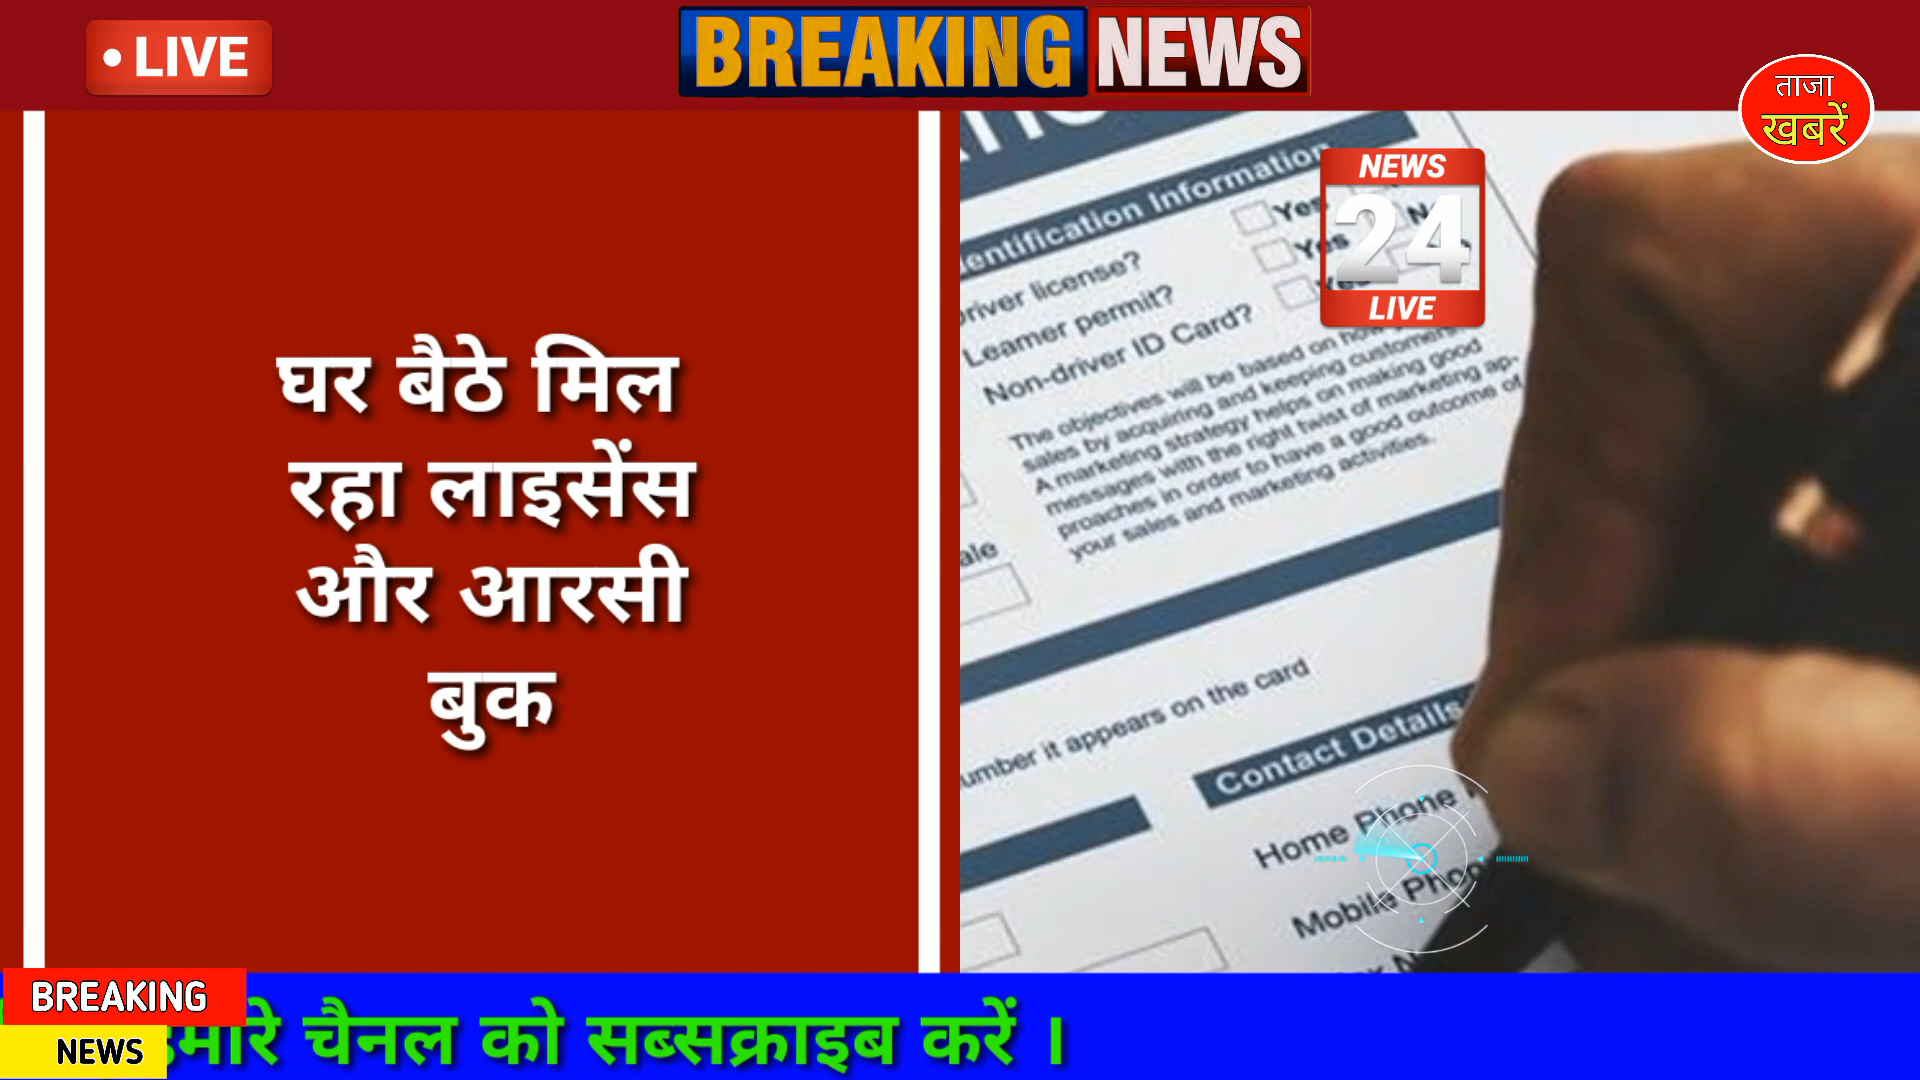 LIVE
BREAKING NEWS
ताजा
खबरें
NEWS
24
LIVE
घर बैठे मिल
रहा लाइसेंस
और आरसी
बुक
entification Information
river license?
Yes
Learner permit?
Yes
Non-driver ID Card?
Yes
The objectives will be based on how
sales by acquiring and keeping customers.
A marketing strategy helps on making good
messages with the right twist of marketing ap-
proaches in order to have a good outcome of
your sales and marketing activities.
ale
umber it appears on the card
Contact Details
Home Phone
Mobile Phon
BREAKING
NEWS
हमारे चैनल को सब्सक्राइब करें ।